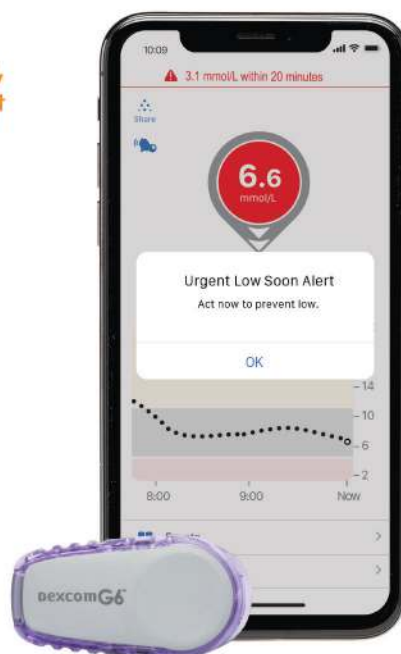 10:09
3.1 mmol/L within 20 minutes
Share
6.6
mmol/L
Urgent Low Soon Alert
Act now to prevent low.
OK
14
10
6
2
8:00
9:00
Now
Dexcom G6